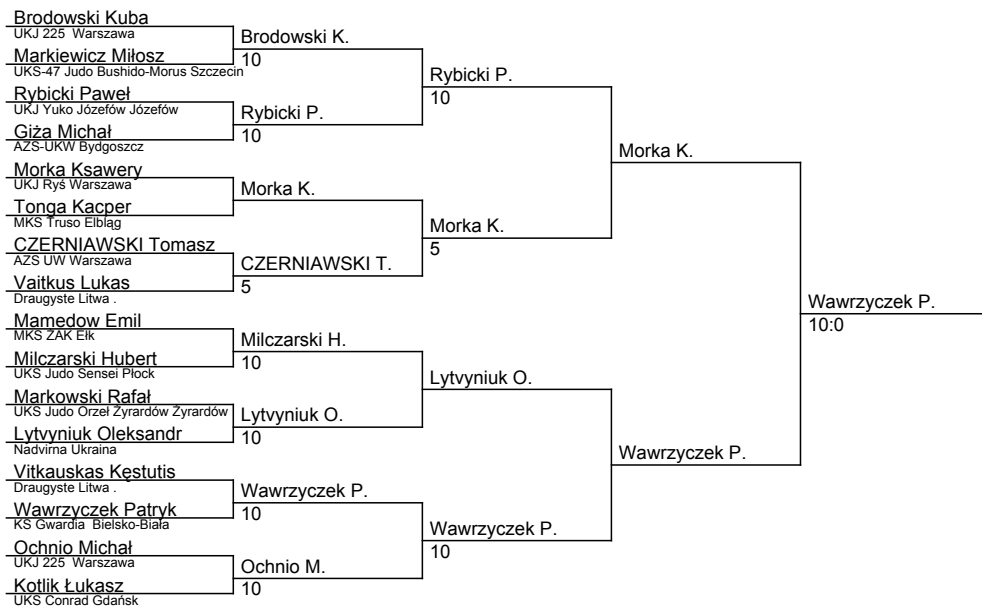 Brodowski Kuba
UKJ 225 Warszawa
Markiewicz Miłosz
UKS-47 Judo Bushido-Morus Szczecin
Rybicki Paweł
UKJ Yuko Józefów Józefów
Giża Michał
AZS-UKW Bydgoszcz
Morka Ksawery
UKJ Ryś Warszawa
Tonga Kacper
MKS Truso Elbląg
CZERNIAWSKI Tomasz
AZS UW Warszawa
Vaitkus Lukas
Draugyste Litwa .
Mamedow Emil
MKS ŻAK Ełk
Milczarski Hubert
UKS Judo Sensei Płock
Markowski Rafał
UKS Judo Orzeł Żyrardów Żyrardów
Lytvyniuk Oleksandr
Nadvirna Ukraina
Vitkauskas Kęstutis
Draugyste Litwa .
Wawrzyczek Patryk
KS Gwardia Bielsko-Biała
Ochnio Michał
UKJ 225 Warszawa
Kotlik Łukasz
UKS Conrad Gdańsk
Brodowski K.
10
Rybicki P.
10
Morka K.
CZERNIAWSKI T.
5
Milczarski H.
10
Lytvyniuk O.
10
Wawrzyczek P.
10
Ochnio M.
10
Rybicki P.
10
Morka K.
5
Lytvyniuk O.
Wawrzyczek P.
10
Morka K.
Wawrzyczek P.
Wawrzyczek P.
10:0